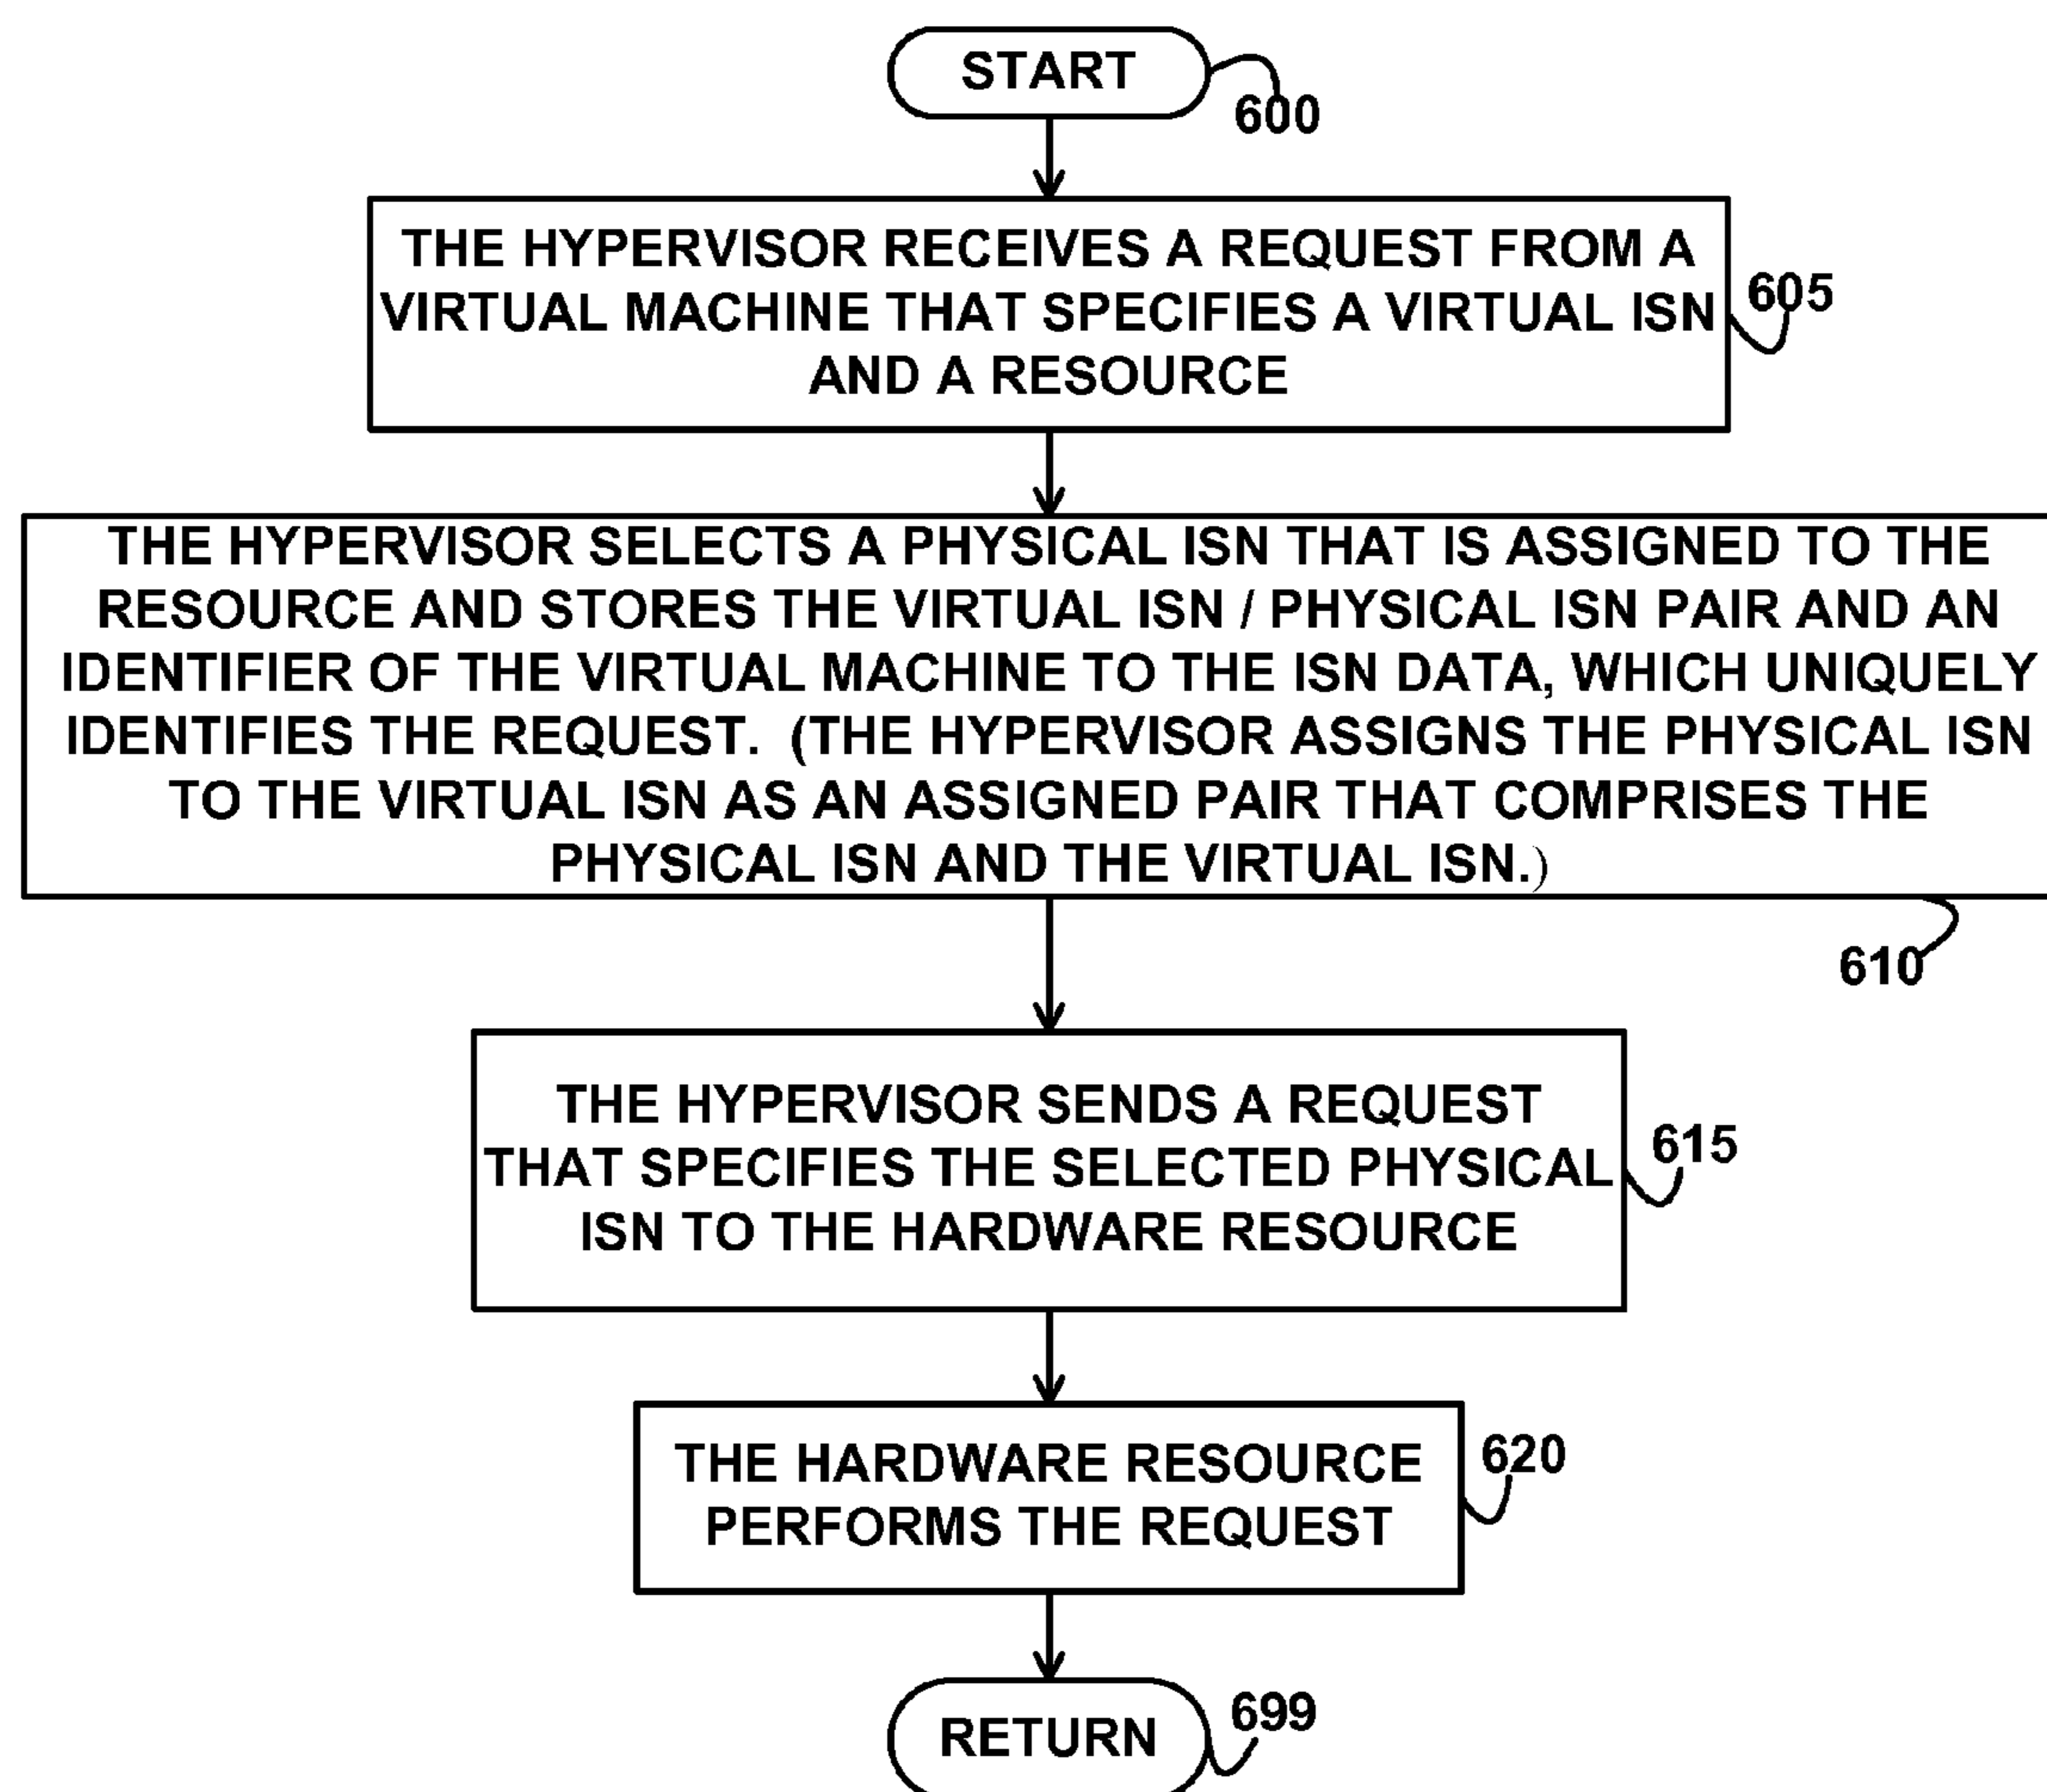 START
600
THE HYPERVISOR RECEIVES A REQUEST FROM A
VIRTUAL MACHINE THAT SPECIFIES A VIRTUAL ISN
AND A RESOURCE
605
THE HYPERVISOR SELECTS A PHYSICAL ISN THAT IS ASSIGNED TO THE
RESOURCE AND STORES THE VIRTUAL ISN / PHYSICAL ISN PAIR AND AN
IDENTIFIER OF THE VIRTUAL MACHINE TO THE ISN DATA, WHICH UNIQUELY
IDENTIFIES THE REQUEST. (THE HYPERVISOR ASSIGNS THE PHYSICAL ISN
TO THE VIRTUAL ISN AS AN ASSIGNED PAIR THAT COMPRISES THE
PHYSICAL ISN AND THE VIRTUAL ISN.)
610
THE HYPERVISOR SENDS A REQUEST
THAT SPECIFIES THE SELECTED PHYSICAL
ISN TO THE HARDWARE RESOURCE
615
THE HARDWARE RESOURCE
PERFORMS THE REQUEST
620
RETURN
699